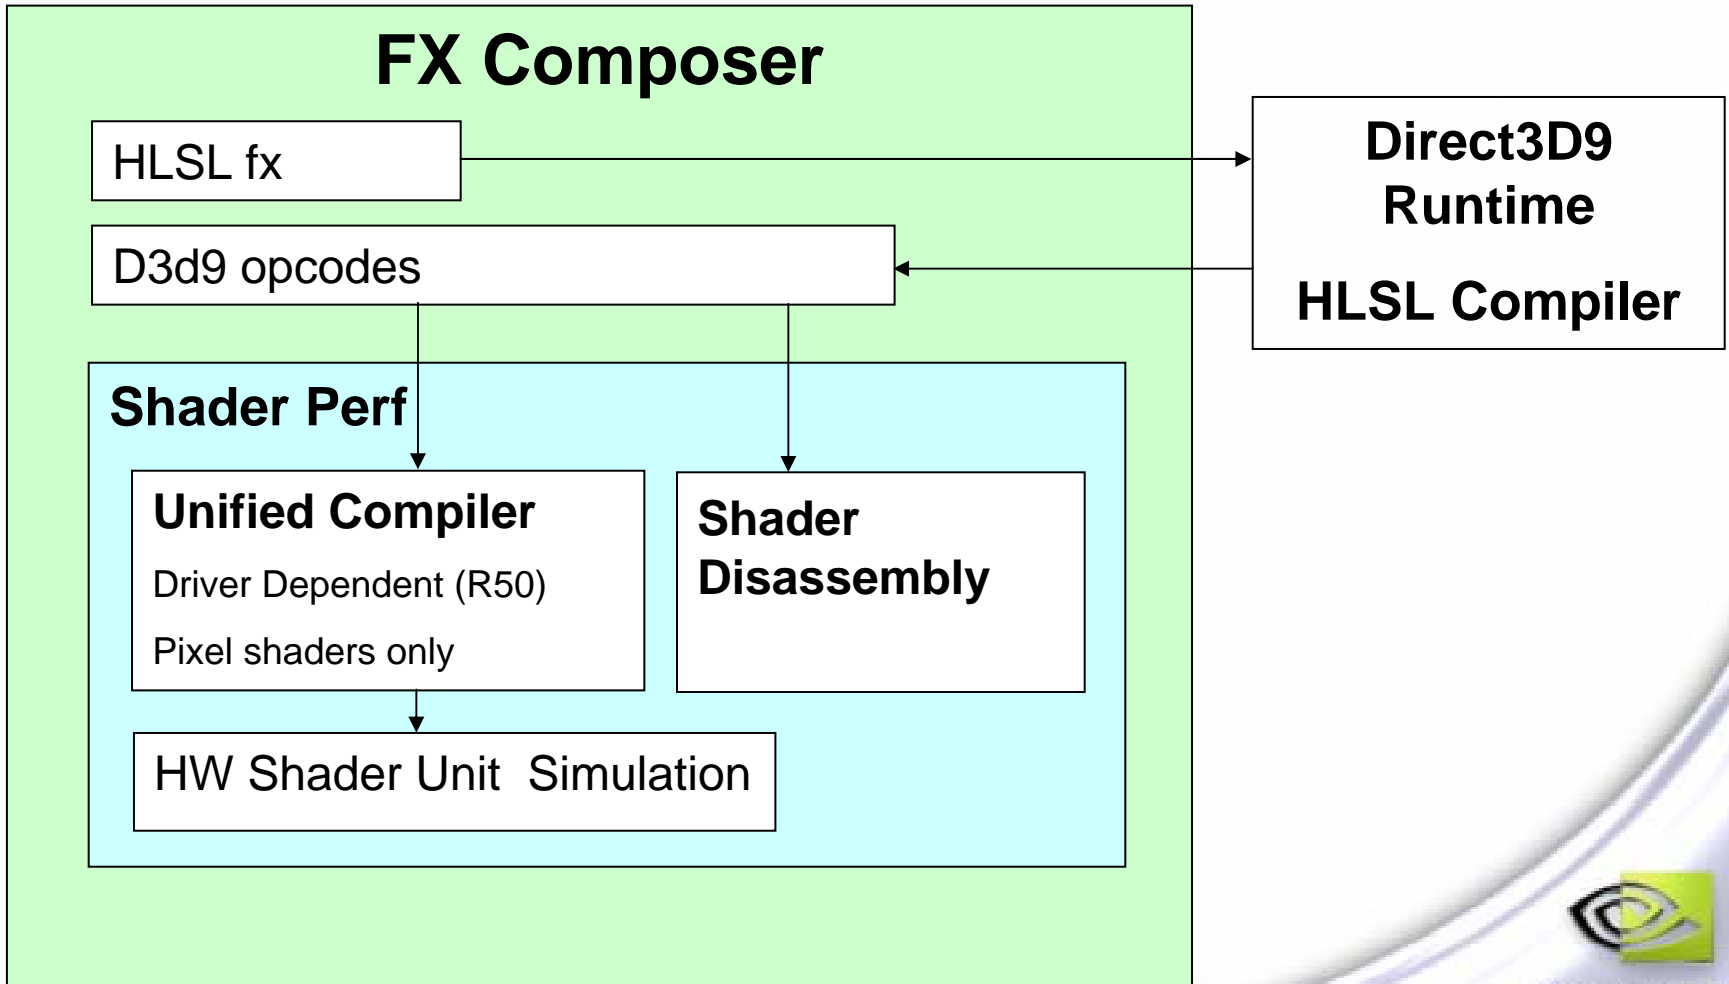 FX Composer
HLSL fx
D3d9 opcodes
Direct3D9
Runtime
HLSL Compiler
Shader Perf
Unified Compiler
Driver Dependent (R50)
Pixel shaders only
Shader
Disassembly
HW Shader Unit  Simulation